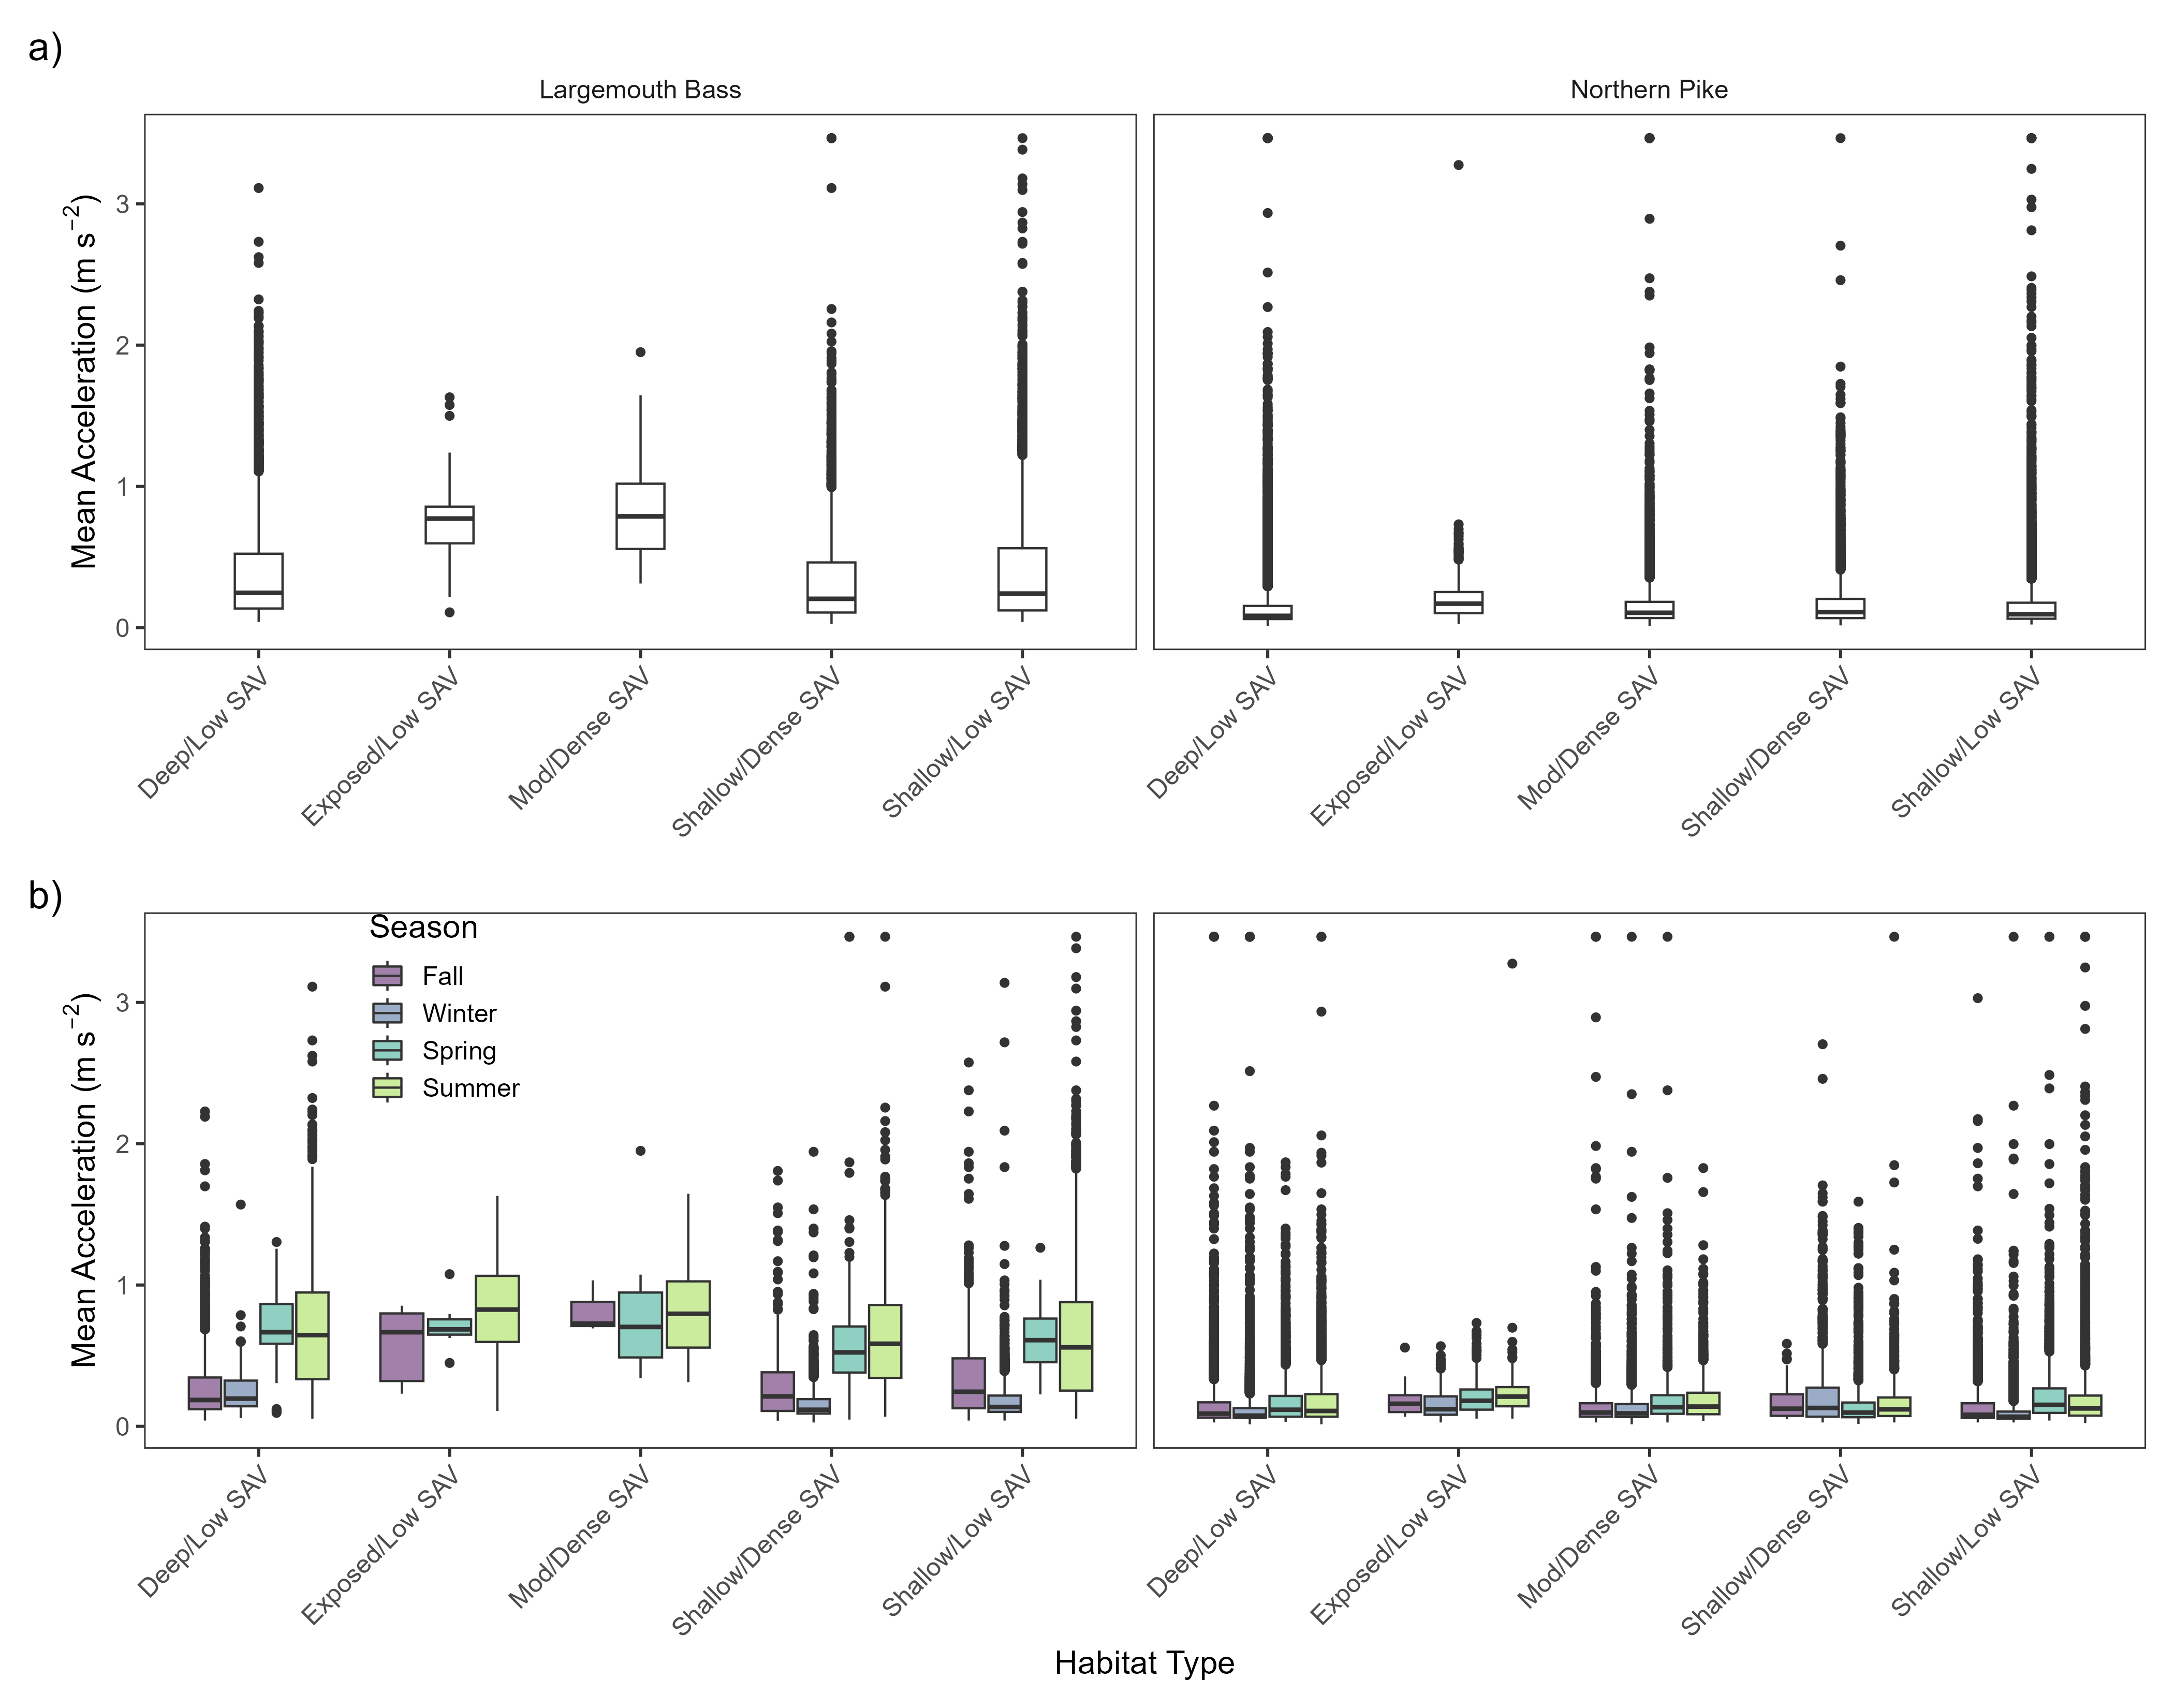 a)
Largemouth Bass
Northern Pike
Mean Acceleration (m s⁻²)
3
2
1
0
Deep/Low SAV
Exposed/Low SAV
Mod/Dense SAV
Shallow/Dense SAV
Shallow/Low SAV
Deep/Low SAV
Exposed/Low SAV
Mod/Dense SAV
Shallow/Dense SAV
Shallow/Low SAV
b)
Season
Fall
Winter
Spring
Summer
Mean Acceleration (m s⁻²)
3
2
1
0
Deep/Low SAV
Exposed/Low SAV
Mod/Dense SAV
Shallow/Dense SAV
Shallow/Low SAV
Deep/Low SAV
Exposed/Low SAV
Mod/Dense SAV
Shallow/Dense SAV
Shallow/Low SAV
Habitat Type